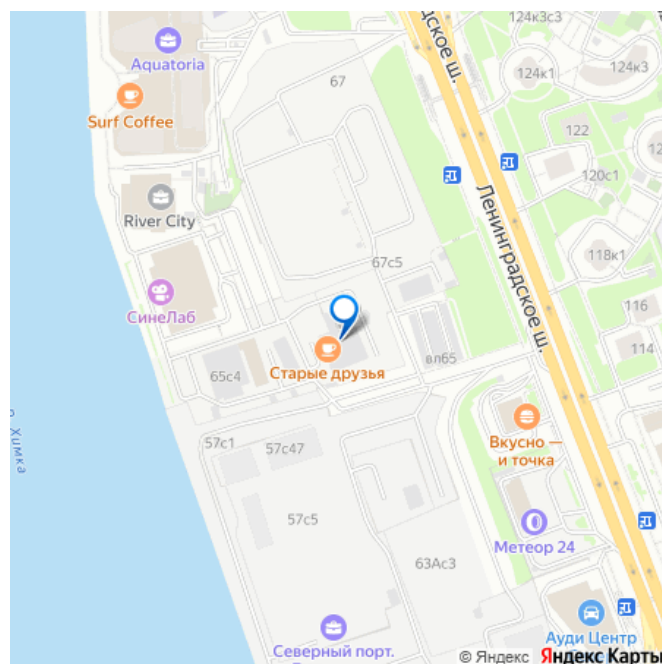 124к3с3
дское ш.
Aquatoria
67
124к1
124к3
Surf Coffee
122
120с1
River City
Ленинградское ш.
67с5
118к1
СинеЛаб
116
114
вл65
Старые друзья
65с4
р. Химка
57с1
57с47
Вкусно —
и точка
57с5
Метеор 24
63Ас3
Северный порт.
Ауди Центр
© Яндекс Яндекс Карты